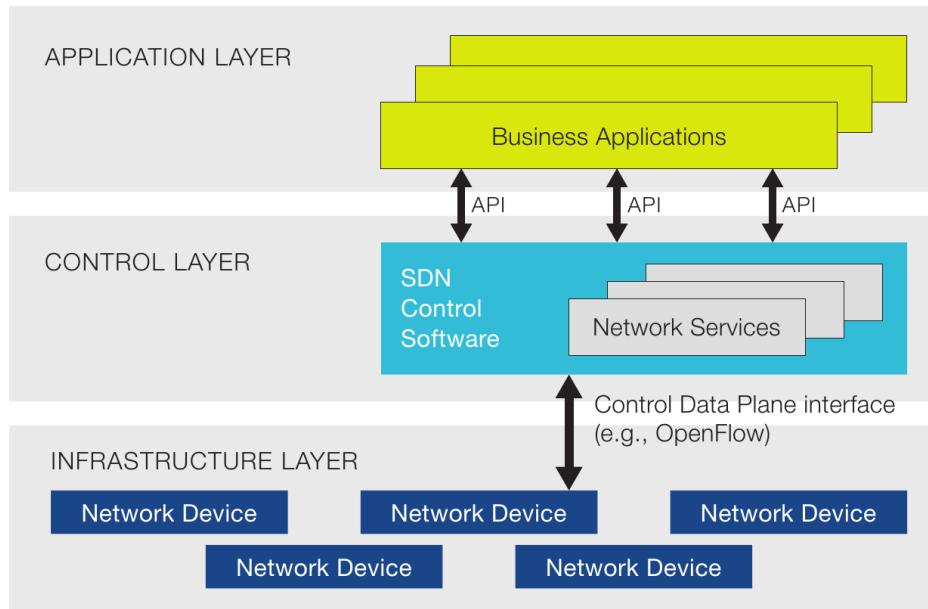 APPLICATION LAYER
Business Applications
API
API
API
CONTROL LAYER
SDN
Control
Software
Network Services
Control Data Plane interface
(e.g., OpenFlow)
INFRASTRUCTURE LAYER
Network Device
Network Device
Network Device
Network Device
Network Device